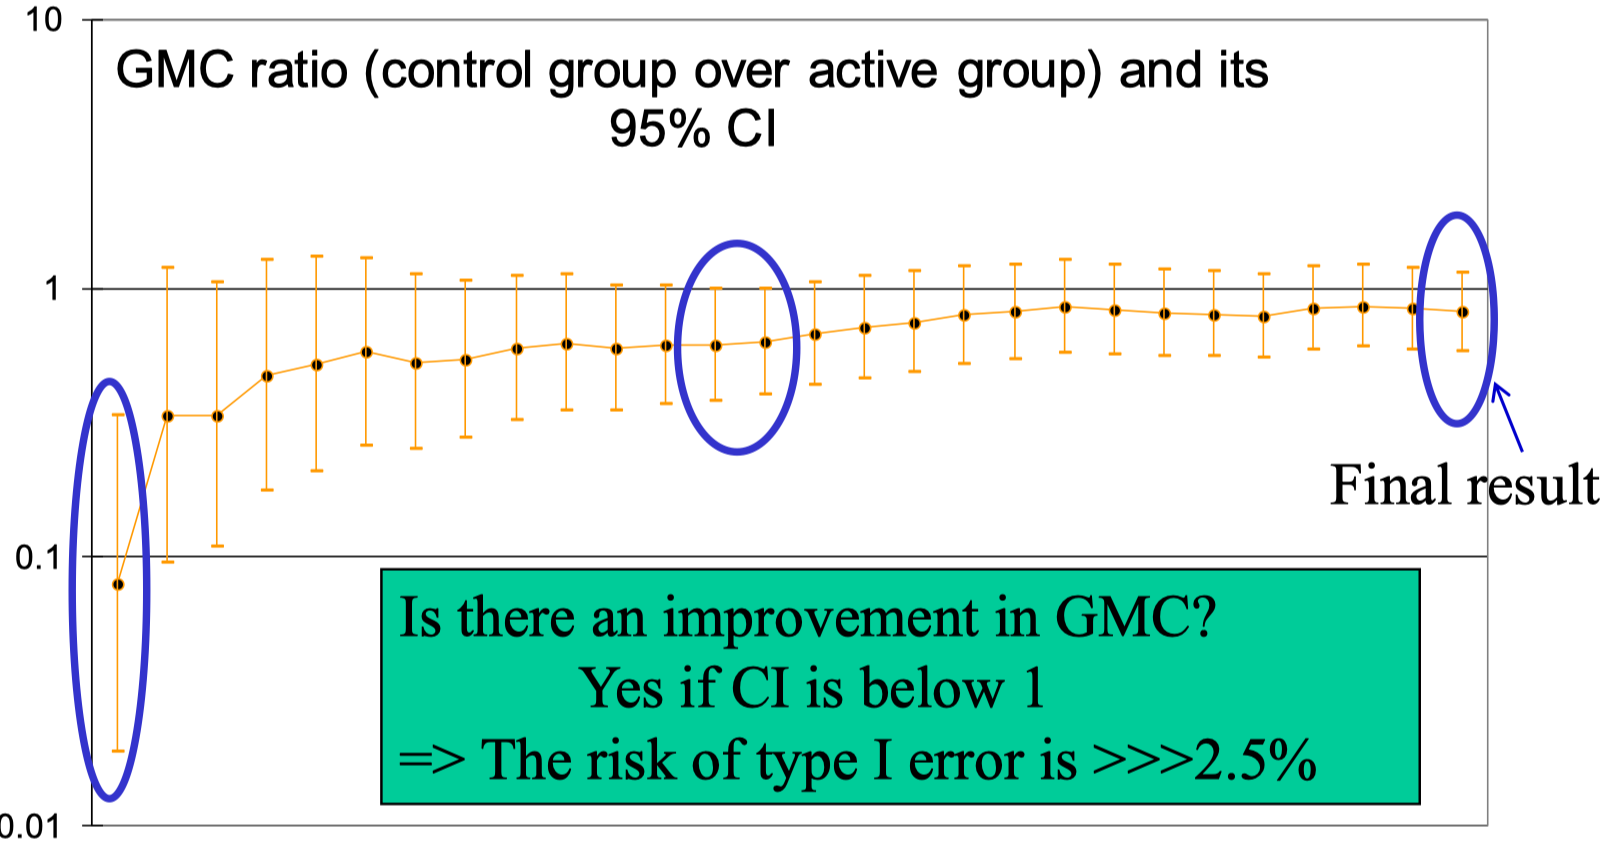 10
GMC ratio (control group over active group) and its
95% CI
1
Final result
0.1
Is there an improvement in GMC?
Yes if CI is below 1
=> The risk of type I error is >>>2.5%
0.01